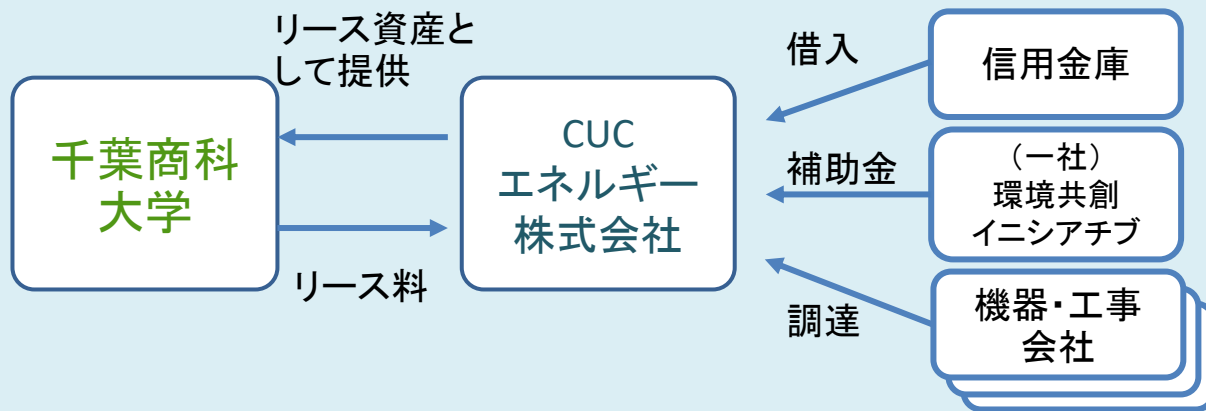 リース資産と
して提供
千葉商科
大学
リース料
CUC
エネルギー
株式会社
借入
信用金庫
補助金
（一社）
環境共創
イニシアチブ
調達
機器・工事
会社